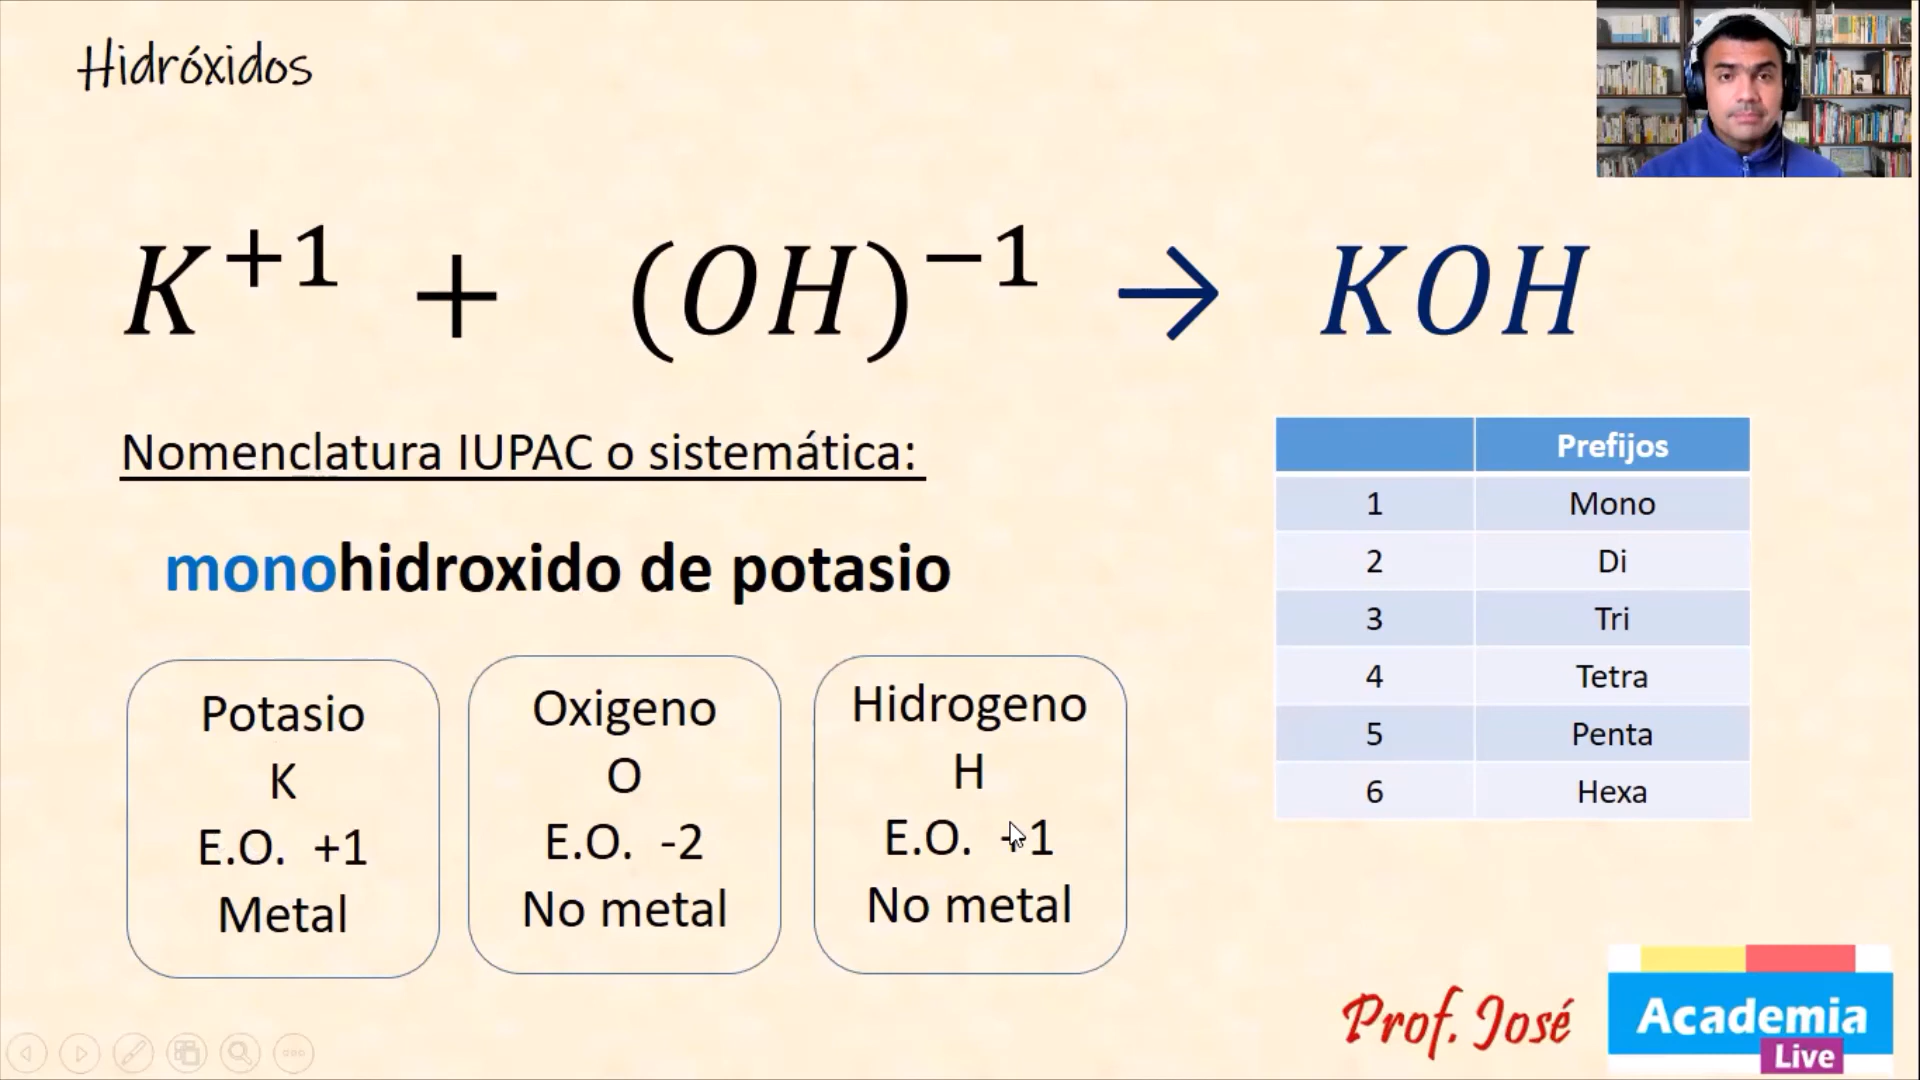 Hidróxidos
K⁺¹ + (OH)⁻¹ → KOH
Nomenclatura IUPAC o sistemática:
monohidroxido de potasio
Potasio
K
E.O. +1
Metal
Oxigeno
O
E.O. -2
No metal
Hidrogeno
H
E.O. +1
No metal
Prefijos
1 Mono
2 Di
3 Tri
4 Tetra
5 Penta
6 Hexa
Prof. José
Academia
Live